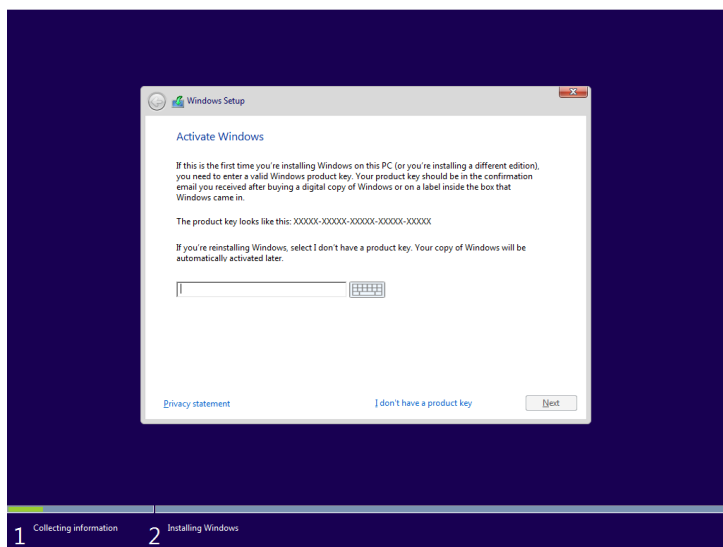 Windows Setup
Activate Windows
If this is the first time you're installing Windows on this PC (or you're installing a different edition),
you need to enter a valid Windows product key. Your product key should be in the confirmation
email you received after buying a digital copy of Windows or on a label inside the box that
Windows came in.
The product key looks like this: XXXXX-XXXXX-XXXXX-XXXXX-XXXXX
If you're reinstalling Windows, select I don't have a product key. Your copy of Windows will be
automatically activated later.
Privacy statement
I don't have a product key
Next
1 Collecting information
2 Installing Windows